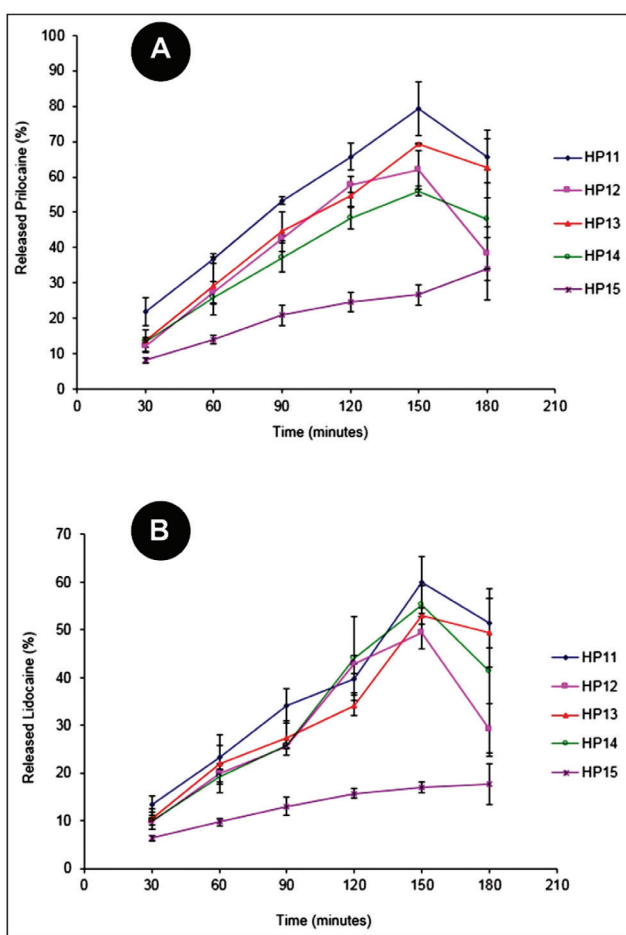 A
Released Prilocaine (%)
100
90
80
70
60
50
40
30
20
10
0
0 30 60 90 120 150 180 210
Time (minutes)
HP11
HP12
HP13
HP14
HP15
B
Released Lidocaine (%)
70
60
50
40
30
20
10
0
0 30 60 90 120 150 180 210
Time (minutes)
HP11
HP12
HP13
HP14
HP15